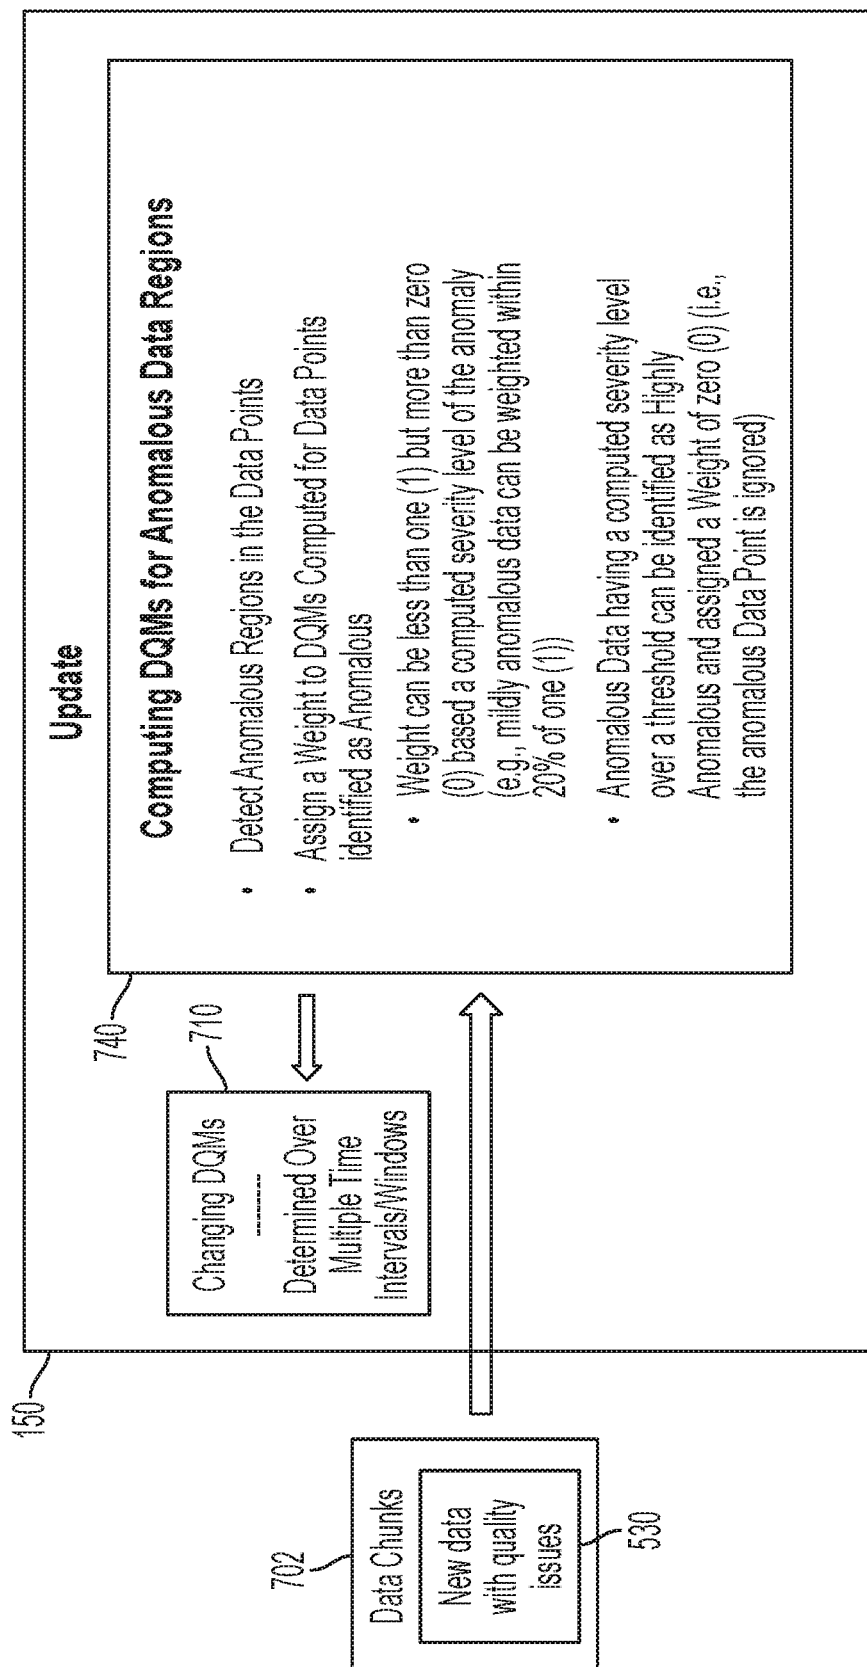 Update
150
740
Computing DQMs for Anomalous Data Regions
• Detect Anomalous Regions in the Data Points
• Assign a Weight to DQMs Computed for Data Points
identified as Anomalous
• Weight can be less than one (1) but more than zero
(0) based a computed severity level of the anomaly
(e.g., mildly anomalous data can be weighted within
20% of one (1))
• Anomalous Data having a computed severity level
over a threshold can be identified as Highly
Anomalous and assigned a Weight of zero (0) (i.e.,
the anomalous Data Point is ignored)
710
Changing DQMs
Determined Over
Multiple Time
Intervals/Windows
702
Data Chunks
New data
with quality
issues
530